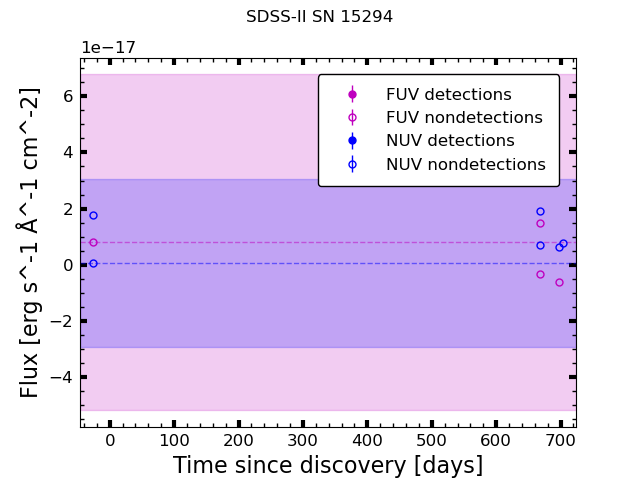 SDSS-II SN 15294
1e−17
6
4
2
0
−2
−4
Flux [erg s^-1 Å^-1 cm^-2]
FUV detections
FUV nondetections
NUV detections
NUV nondetections
0 100 200 300 400 500 600 700
Time since discovery [days]